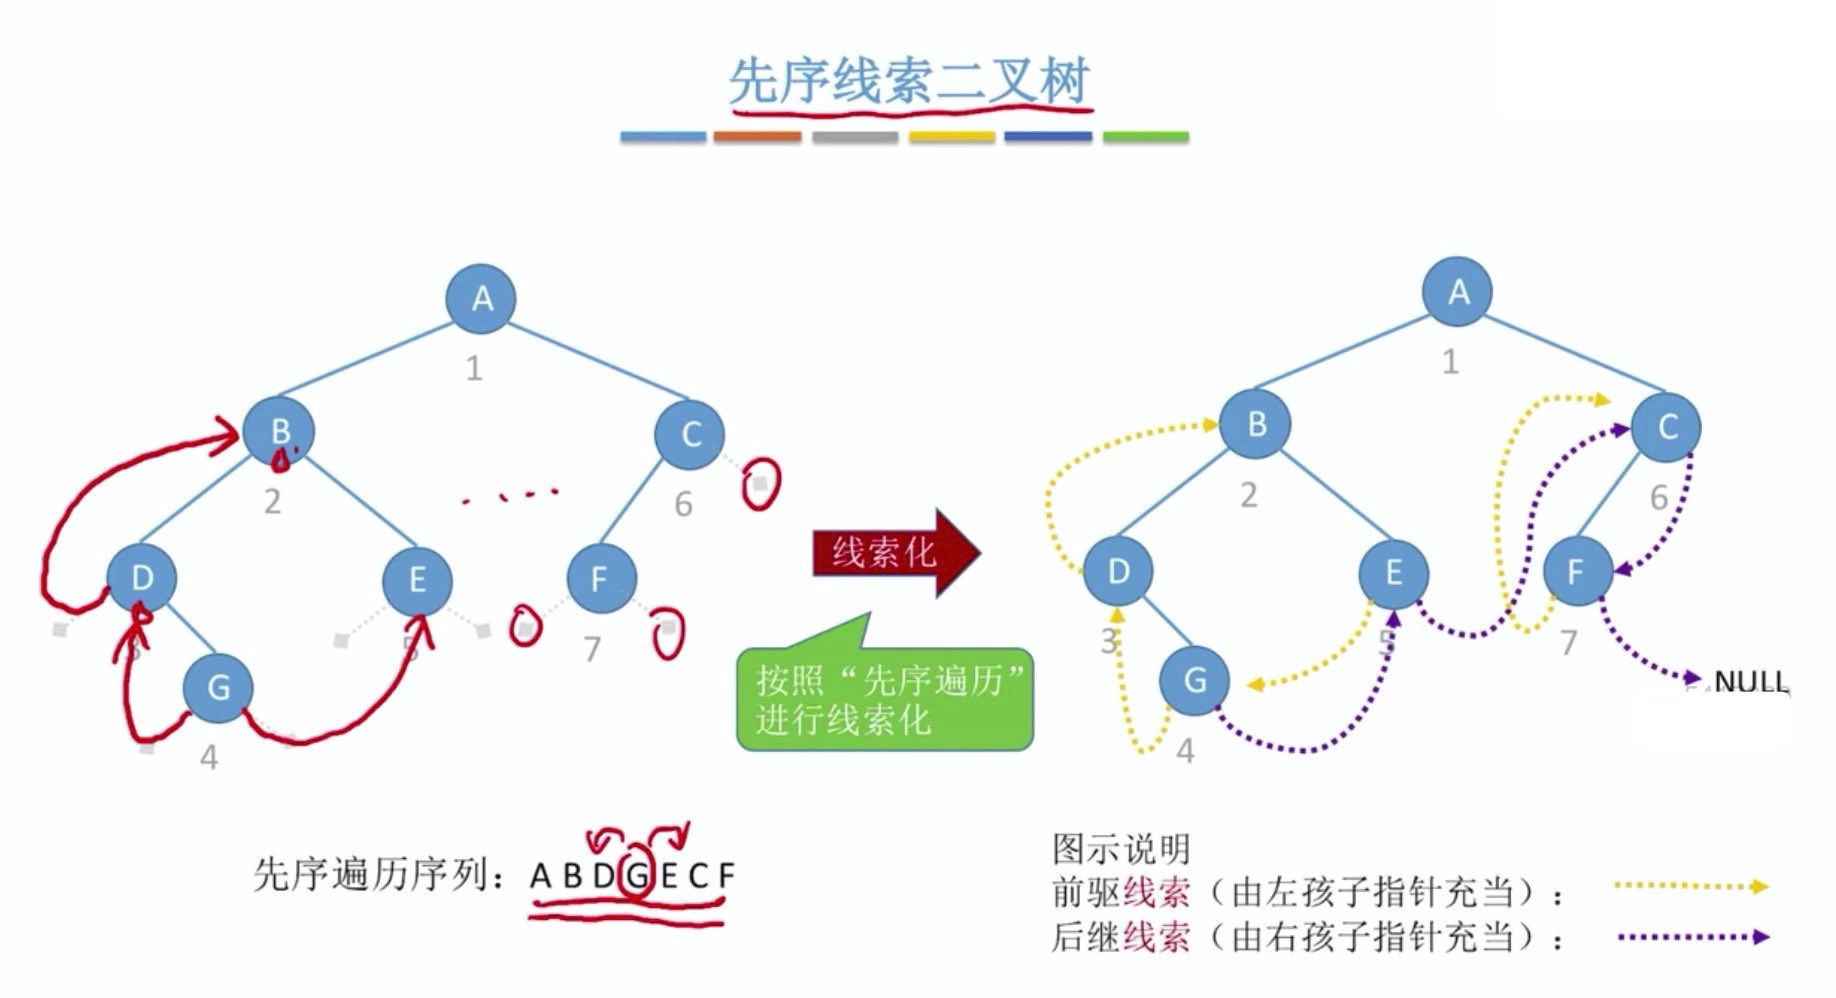 先序线索二叉树
A
1
B
C
2
6
D
E
F
3
5
7
G
4
线索化
按照“先序遍历”
进行线索化
A
1
B
C
2
6
D
E
F
3
5
7
G
NULL
4
先序遍历序列：A B D G E C F
图示说明
前驱线索（由左孩子指针充当）：
后继线索（由右孩子指针充当）：